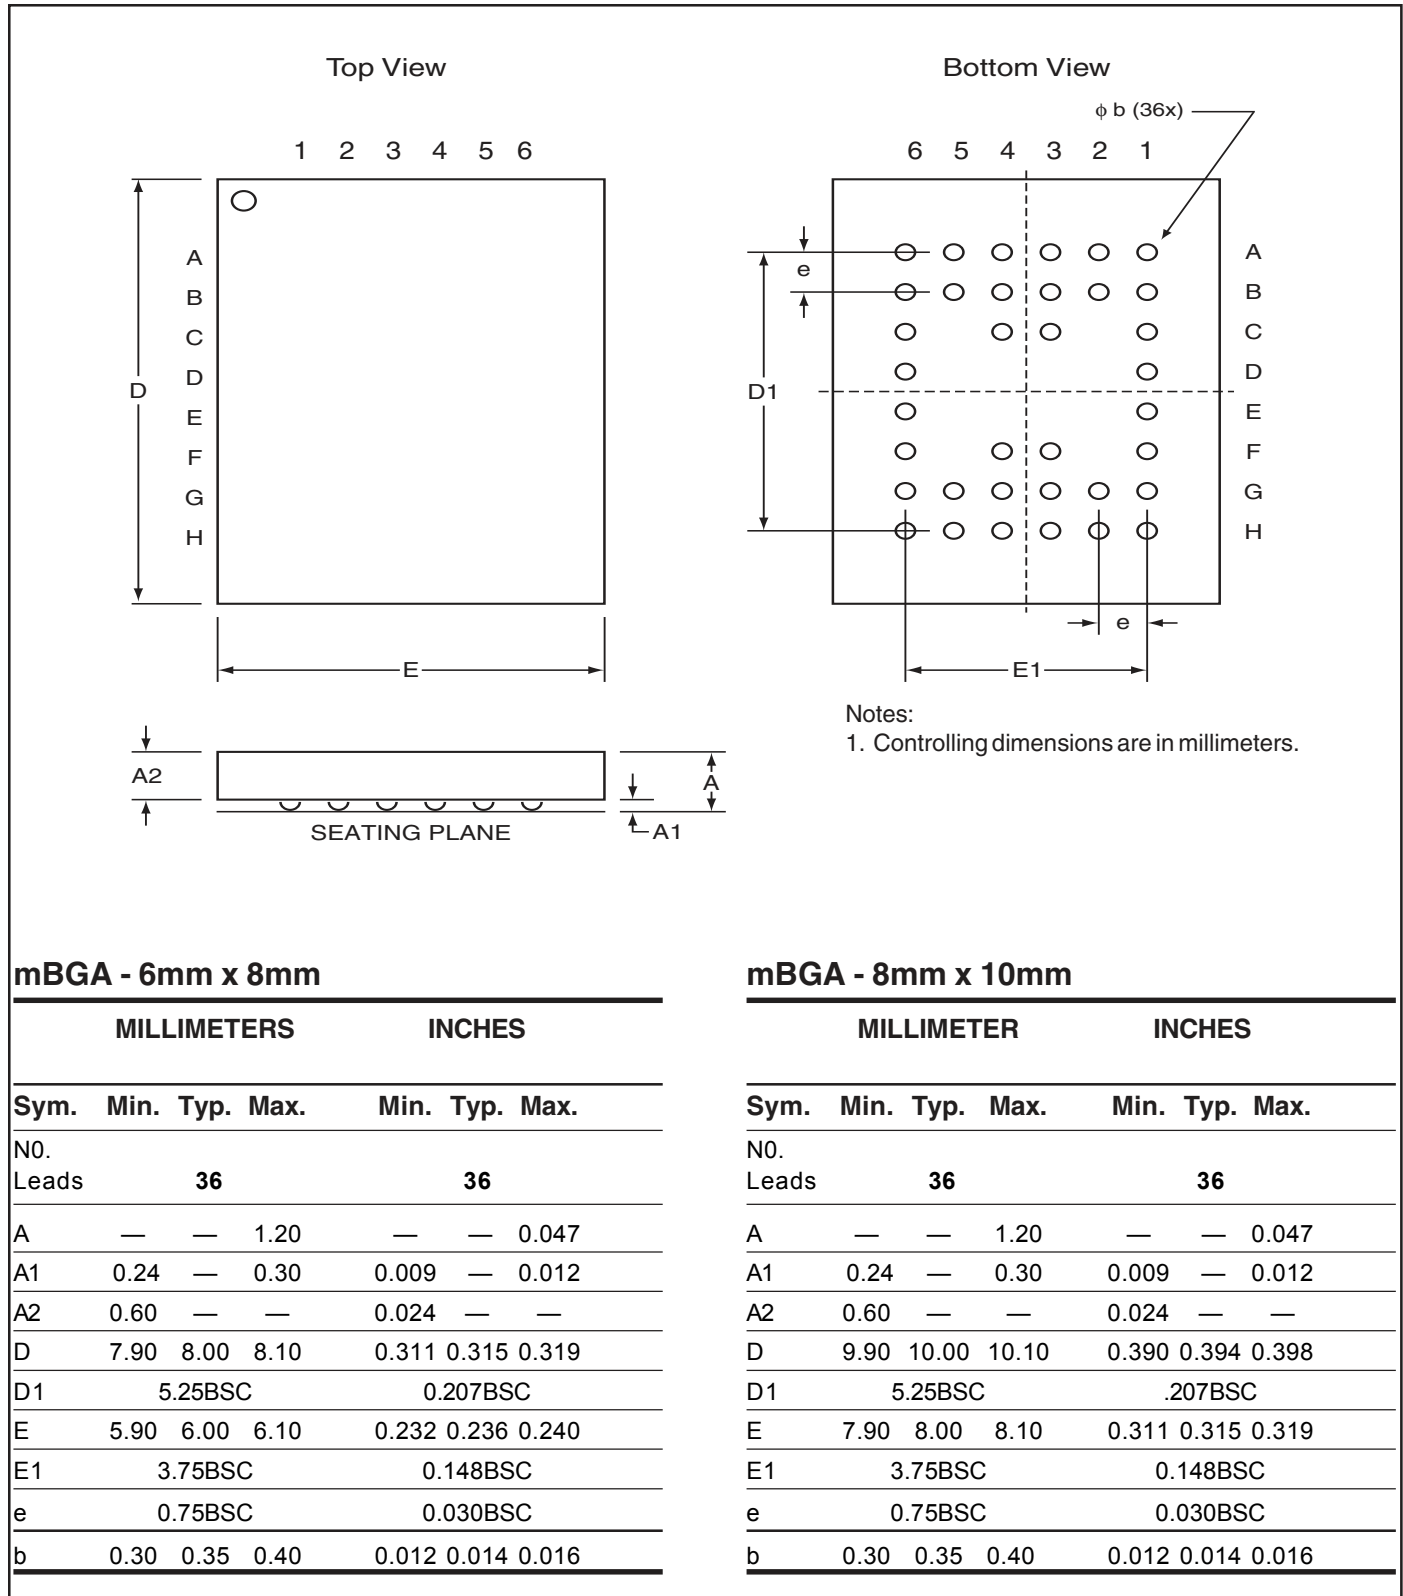 Top View
1 2 3 4 5 6
A
B
C
D
E
F
G
H
D
E
A2
A
A1
SEATING PLANE
Bottom View
ϕ b (36x)
6 5 4 3 2 1
e
D1
A
B
C
D
E
F
G
H
e
E1
Notes:
1. Controlling dimensions are in millimeters.
mBGA - 6mm x 8mm
MILLIMETERS INCHES
Sym. Min. Typ. Max. Min. Typ. Max.
N0.
Leads 36 36
A — — 1.20 — — 0.047
A1 0.24 — 0.30 0.009 — 0.012
A2 0.60 — — 0.024 — —
D 7.90 8.00 8.10 0.311 0.315 0.319
D1 5.25BSC 0.207BSC
E 5.90 6.00 6.10 0.232 0.236 0.240
E1 3.75BSC 0.148BSC
e 0.75BSC 0.030BSC
b 0.30 0.35 0.40 0.012 0.014 0.016
mBGA - 8mm x 10mm
MILLIMETER INCHES
Sym. Min. Typ. Max. Min. Typ. Max.
N0.
Leads 36 36
A — — 1.20 — — 0.047
A1 0.24 — 0.30 0.009 — 0.012
A2 0.60 — — 0.024 — —
D 9.90 10.00 10.10 0.390 0.394 0.398
D1 5.25BSC .207BSC
E 7.90 8.00 8.10 0.311 0.315 0.319
E1 3.75BSC 0.148BSC
e 0.75BSC 0.030BSC
b 0.30 0.35 0.40 0.012 0.014 0.016